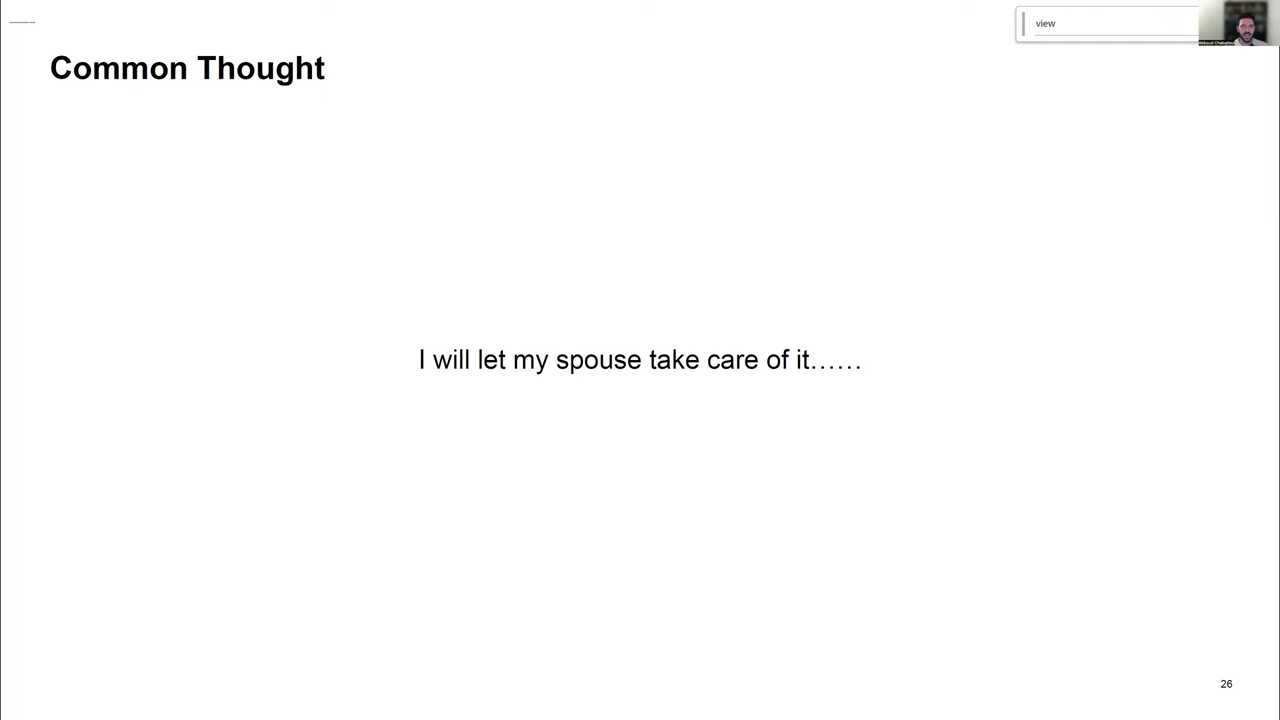 view
Common Thought
I will let my spouse take care of it……
26